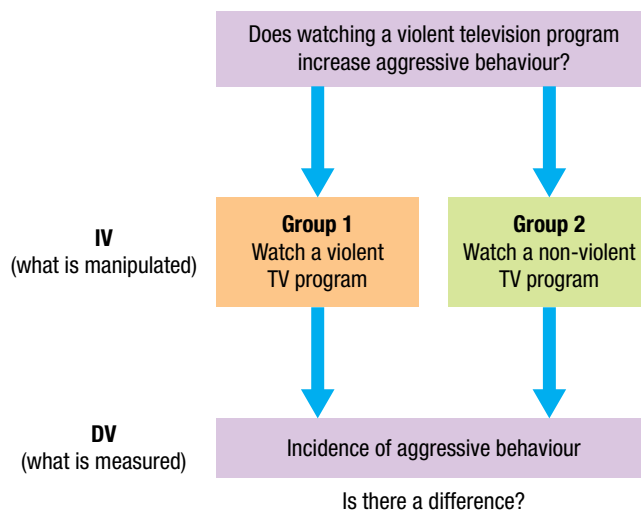 Does watching a violent television program
increase aggressive behaviour?
IV
(what is manipulated)
Group 1
Watch a violent
TV program
Group 2
Watch a non-violent
TV program
DV
(what is measured)
Incidence of aggressive behaviour
Is there a difference?